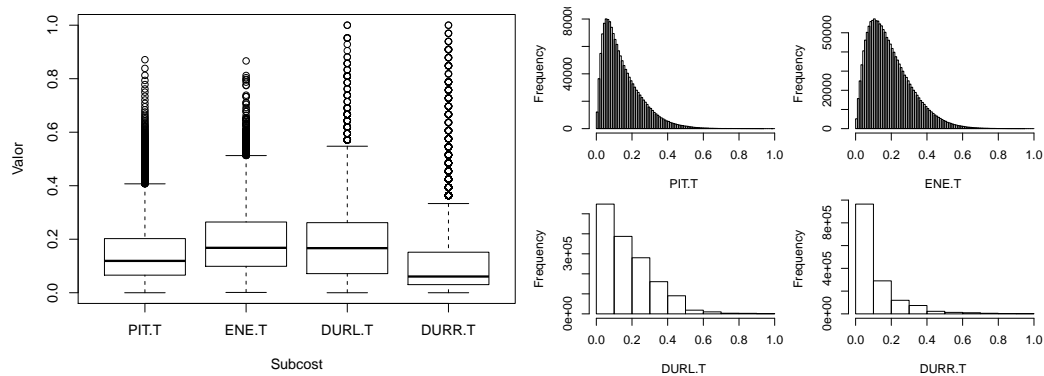 Valor
1.0
0.8
0.6
0.4
0.2
0.0
PIT.T ENE.T DURL.T DURR.T
Subcost
Frequency
80000
40000
0
0.0 0.2 0.4 0.6 0.8 1.0
PIT.T
Frequency
50000
20000
0
0.0 0.2 0.4 0.6 0.8 1.0
ENE.T
Frequency
3e+05
0e+00
0.0 0.2 0.4 0.6 0.8 1.0
DURL.T
Frequency
8e+05
4e+05
0e+00
0.0 0.2 0.4 0.6 0.8 1.0
DURR.T